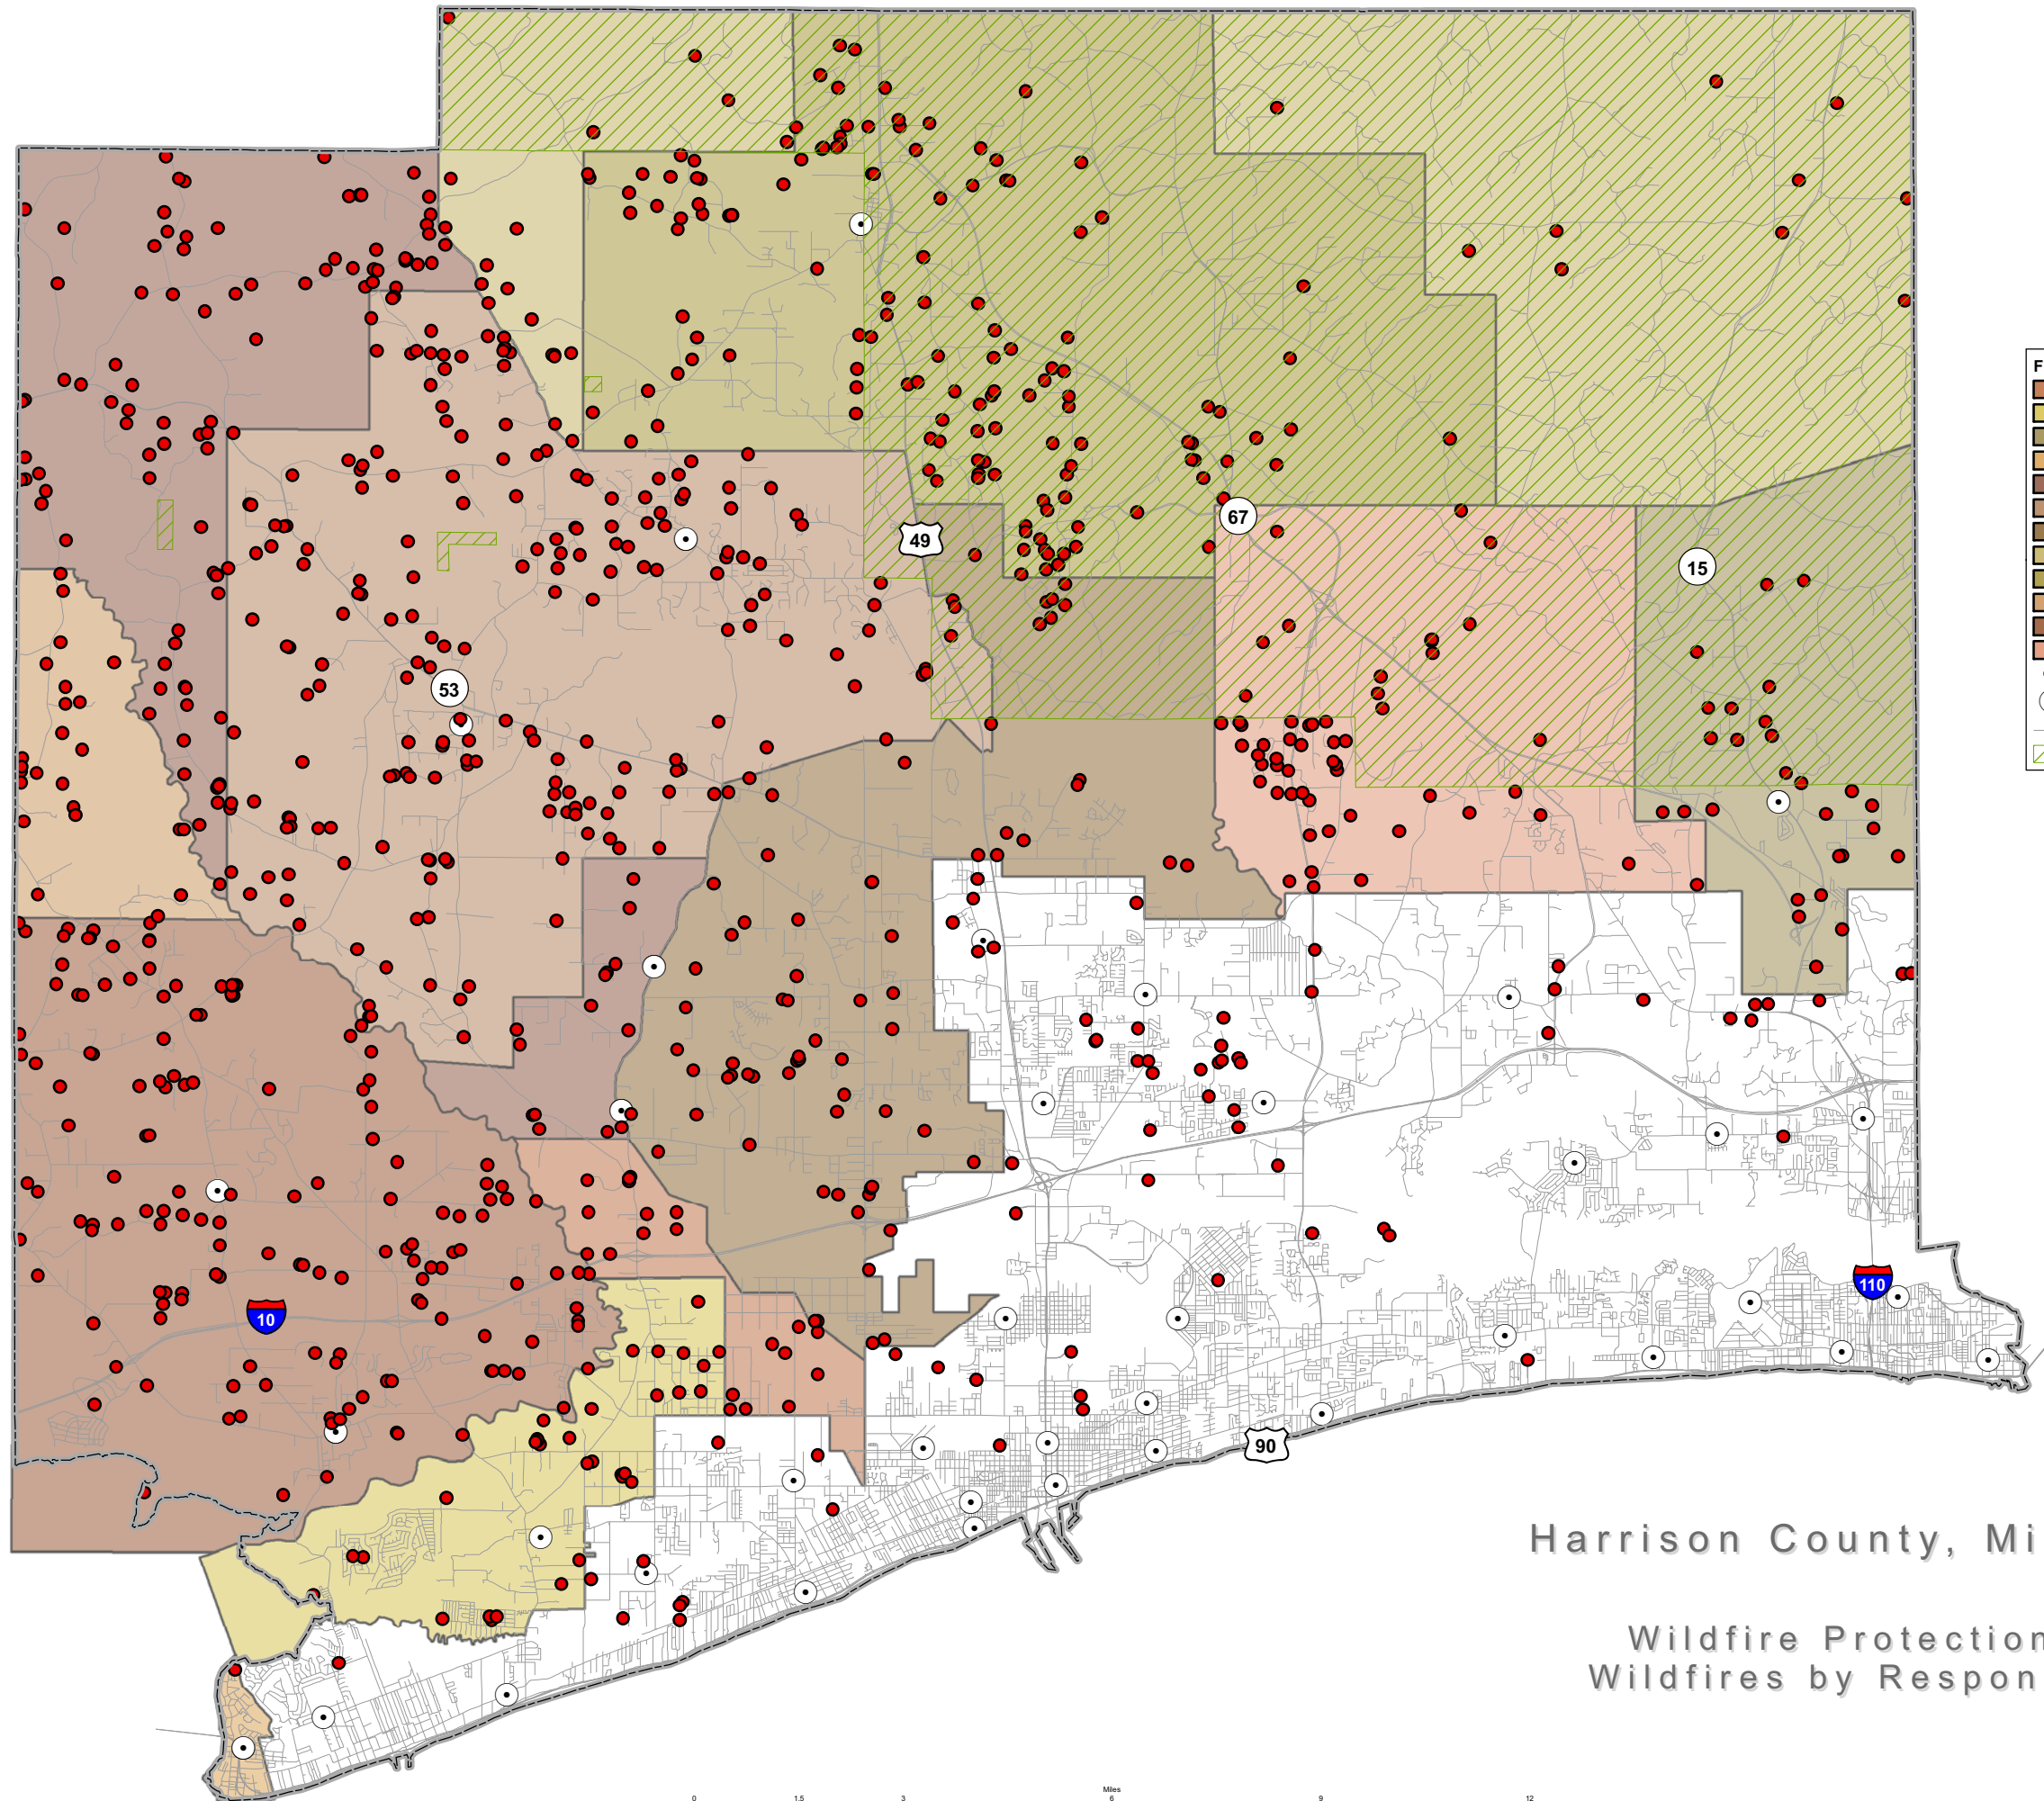 F
49
67
15
53
10
110
90
Harrison County, Mi
Wildfire Protection
Wildfires by Respon
Miles
0 1.5 3 6 9 12